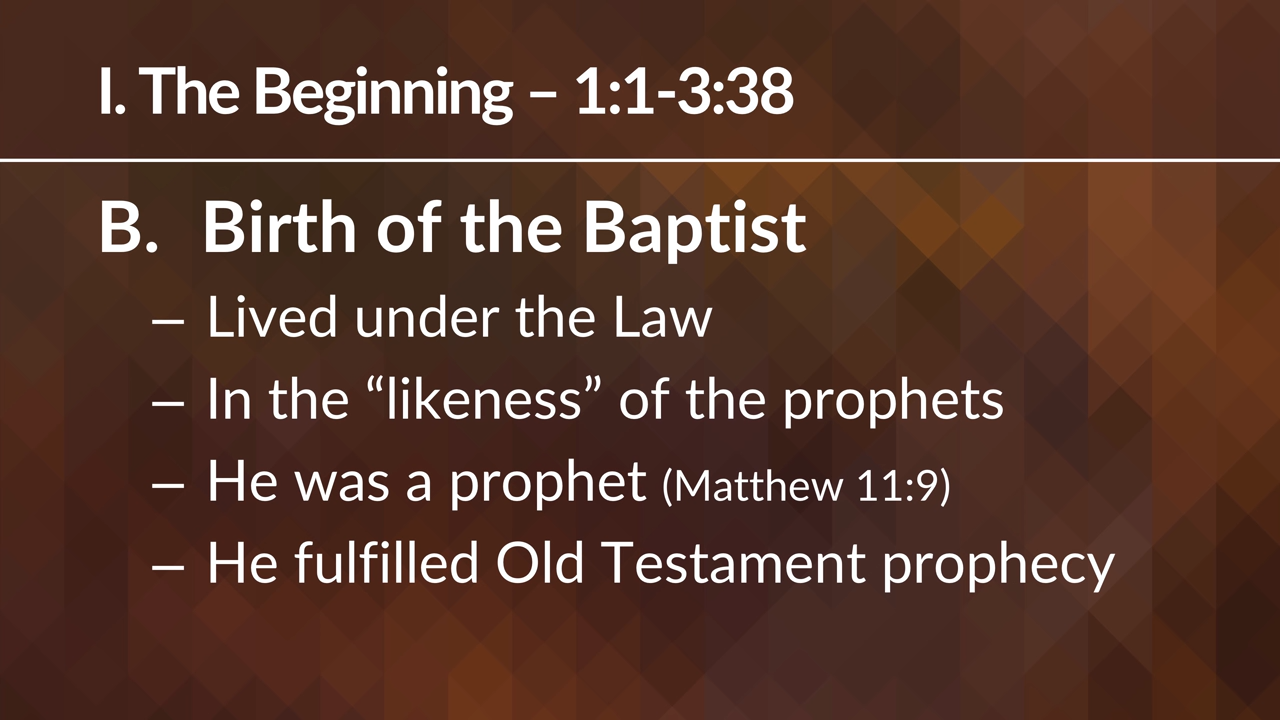 I. The Beginning – 1:1-3:38
B. Birth of the Baptist
– Lived under the Law
– In the “likeness” of the prophets
– He was a prophet (Matthew 11:9)
– He fulfilled Old Testament prophecy